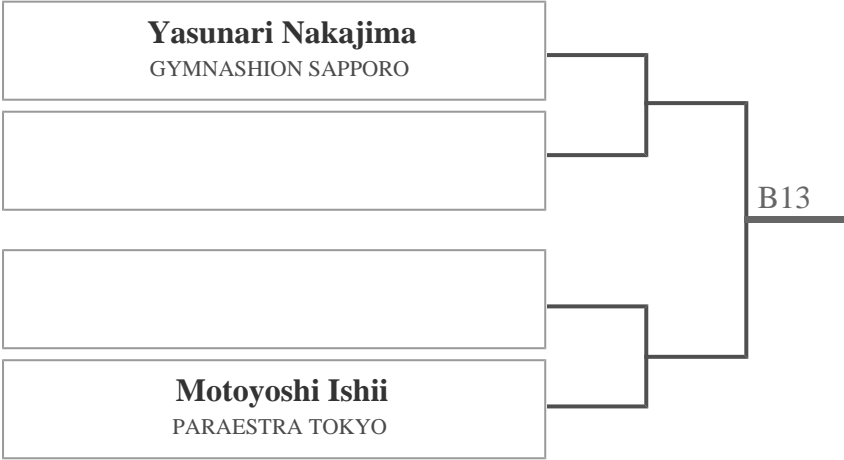 Yasunari Nakajima
GYMNASHION SAPPORO
B13
Motoyoshi Ishii
PARAESTRA TOKYO